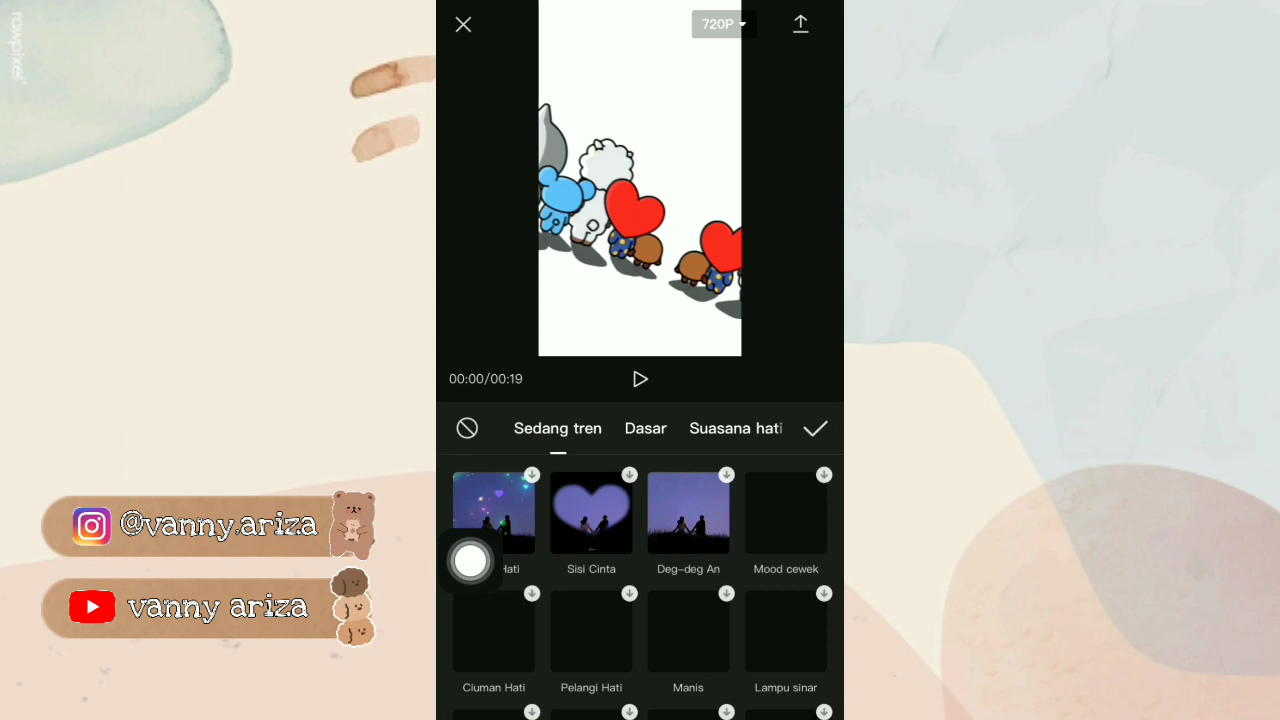 rawpixel
720P
00:00/00:19
Sedang tren
Dasar
Suasana hati
Hati
Sisi Cinta
Deg-deg An
Mood cewek
Ciuman Hati
Pelangi Hati
Manis
Lampu sinar
@vanny.ariza
vanny ariza